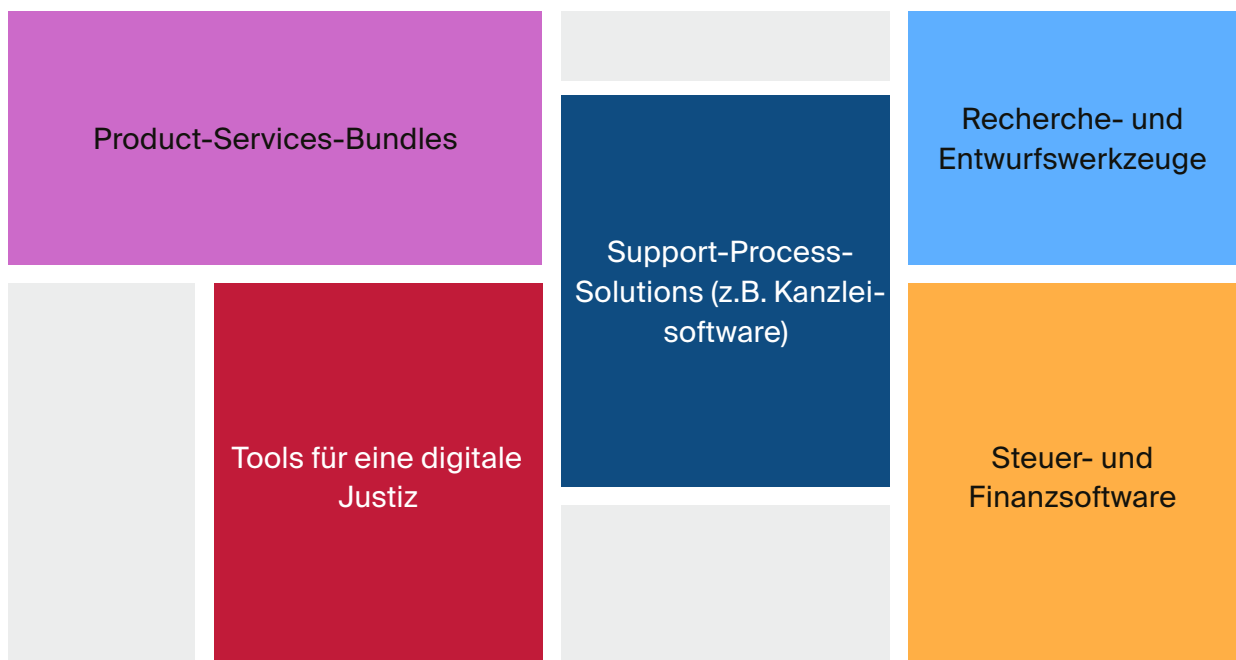 Product-Services-Bundles
Recherche- und
Entwurfswerkzeuge
Support-Process-
Solutions (z.B. Kanzlei-
software)
Tools für eine digitale
Justiz
Steuer- und
Finanzsoftware